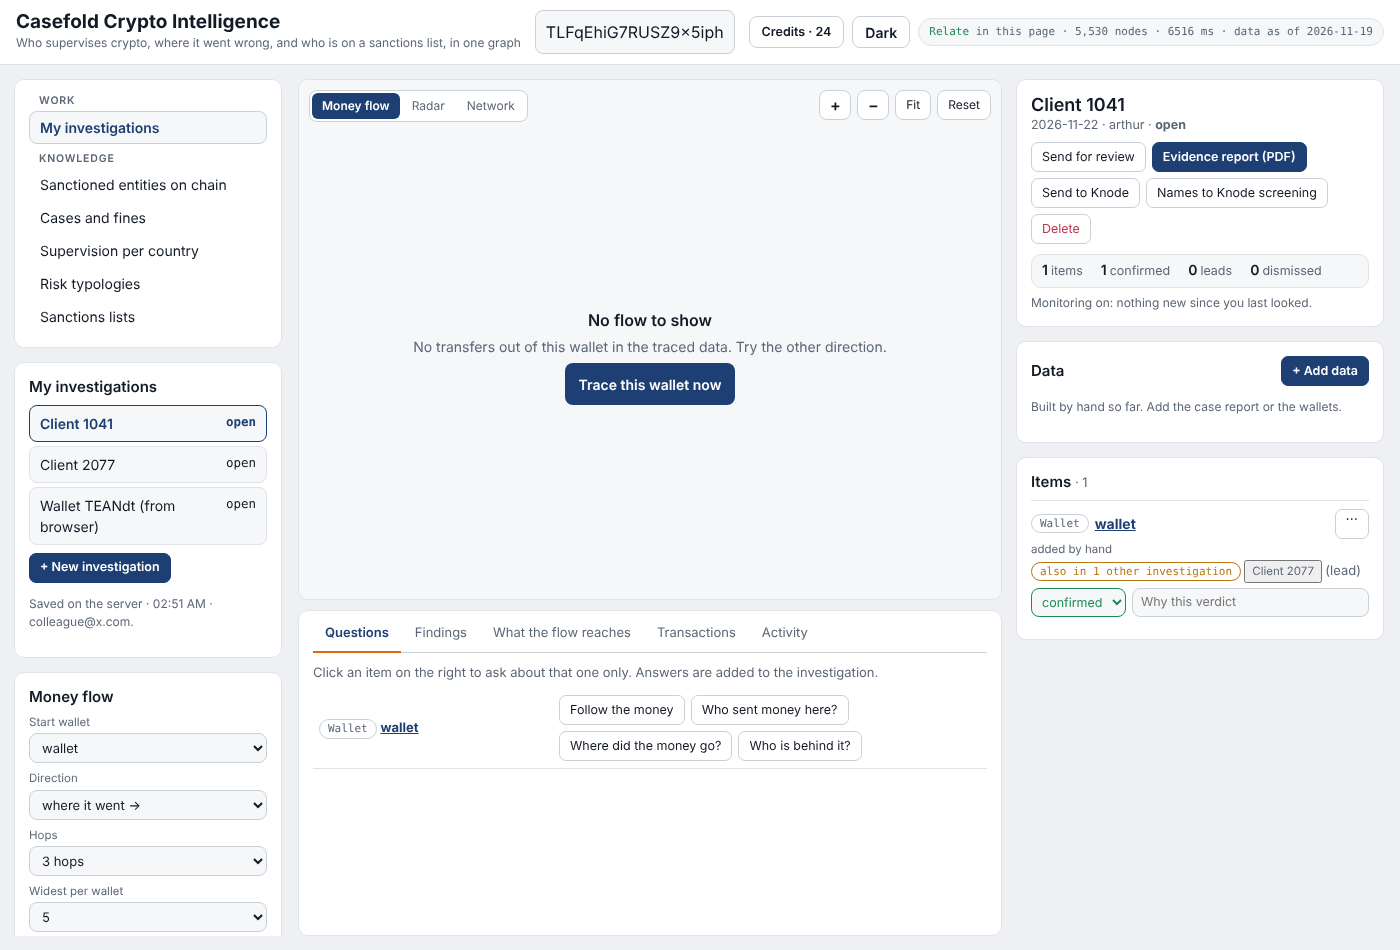 Casefold Crypto Intelligence
Who supervises crypto, where it went wrong, and who is on a sanctions list, in one graph
TLFqEhiG7RUSZ9×5iph
Credits · 24
Dark
Relate in this page · 5,530 nodes · 6516 ms · data as of 2026-11-19
WORK
My investigations
KNOWLEDGE
Sanctioned entities on chain
Cases and fines
Supervision per country
Risk typologies
Sanctions lists
My investigations
Client 1041 open
Client 2077 open
Wallet TEANdt (from open
browser)
+ New investigation
Saved on the server · 02:51 AM ·
colleague@x.com.
Money flow
Start wallet
wallet
Direction
where it went →
Hops
3 hops
Widest per wallet
5
Money flow Radar Network
+ − Fit Reset
No flow to show
No transfers out of this wallet in the traced data. Try the other direction.
Trace this wallet now
Questions Findings What the flow reaches Transactions Activity
Click an item on the right to ask about that one only. Answers are added to the investigation.
Wallet wallet
Follow the money Who sent money here?
Where did the money go? Who is behind it?
Client 1041
2026-11-22 · arthur · open
Send for review Evidence report (PDF)
Send to Knode Names to Knode screening
Delete
1 items 1 confirmed 0 leads 0 dismissed
Monitoring on: nothing new since you last looked.
Data + Add data
Built by hand so far. Add the case report or the wallets.
Items · 1
Wallet wallet ...
added by hand
also in 1 other investigation Client 2077 (lead)
confirmed Why this verdict